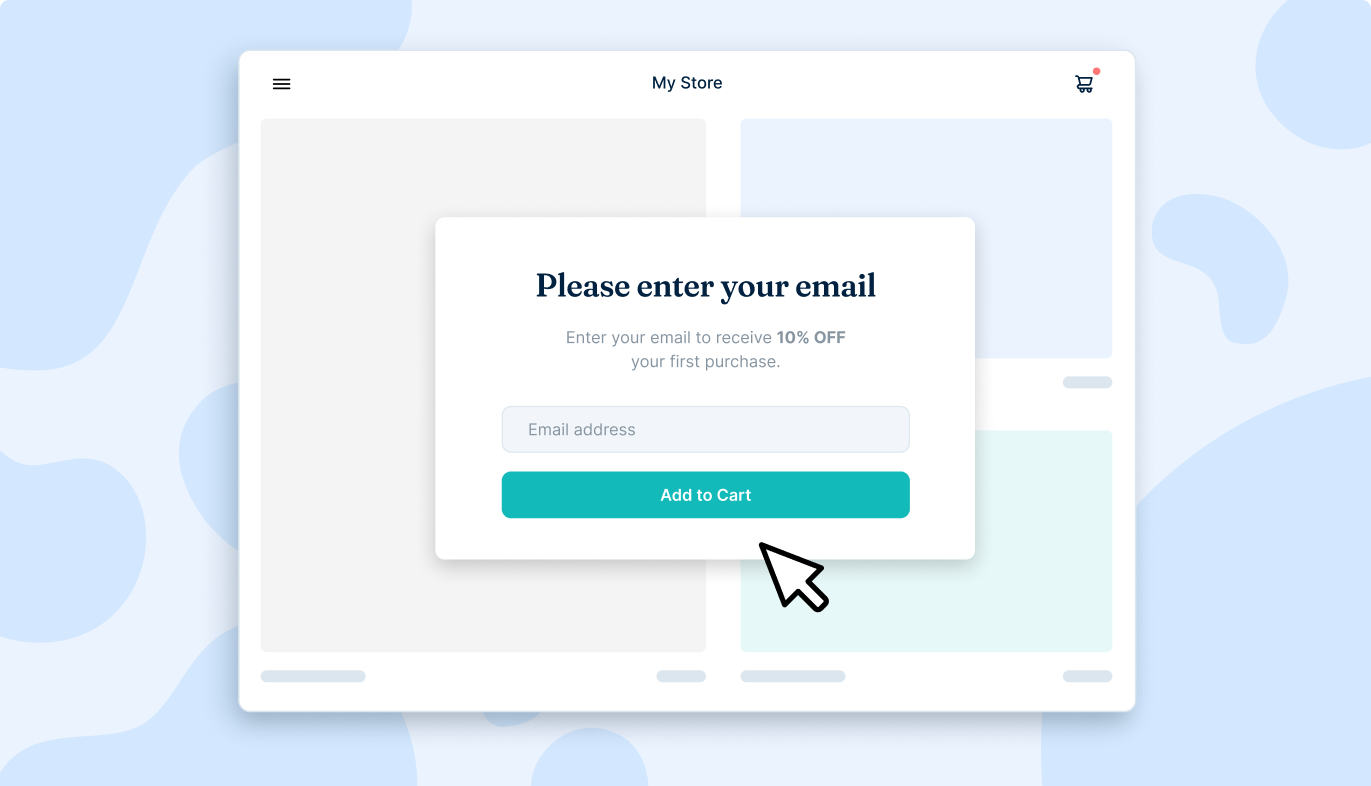 My Store
Please enter your email
Enter your email to receive 10% OFF
your first purchase.
Email address
Add to Cart